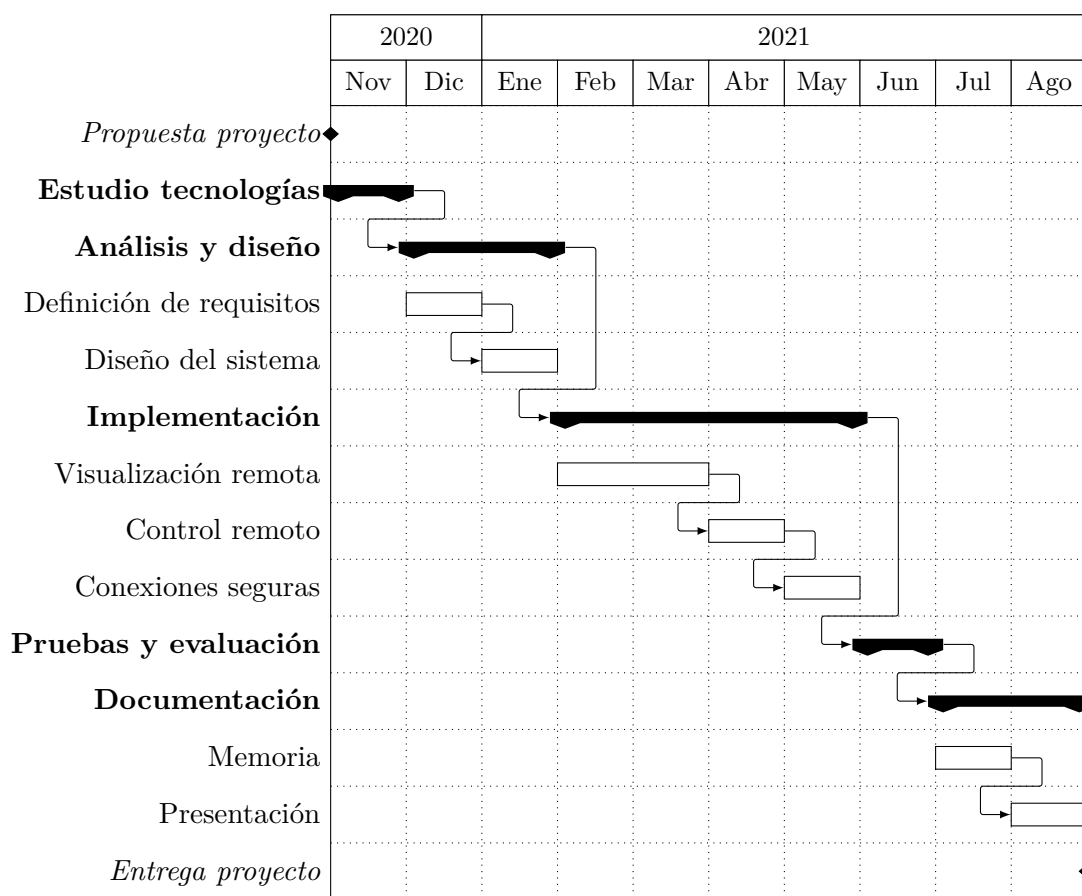 2020 2021
Nov Dic Ene Feb Mar Abr May Jun Jul Ago
Propuesta proyecto
Estudio tecnologías
Análisis y diseño
Definición de requisitos
Diseño del sistema
Implementación
Visualización remota
Control remoto
Conexiones seguras
Pruebas y evaluación
Documentación
Memoria
Presentación
Entrega proyecto